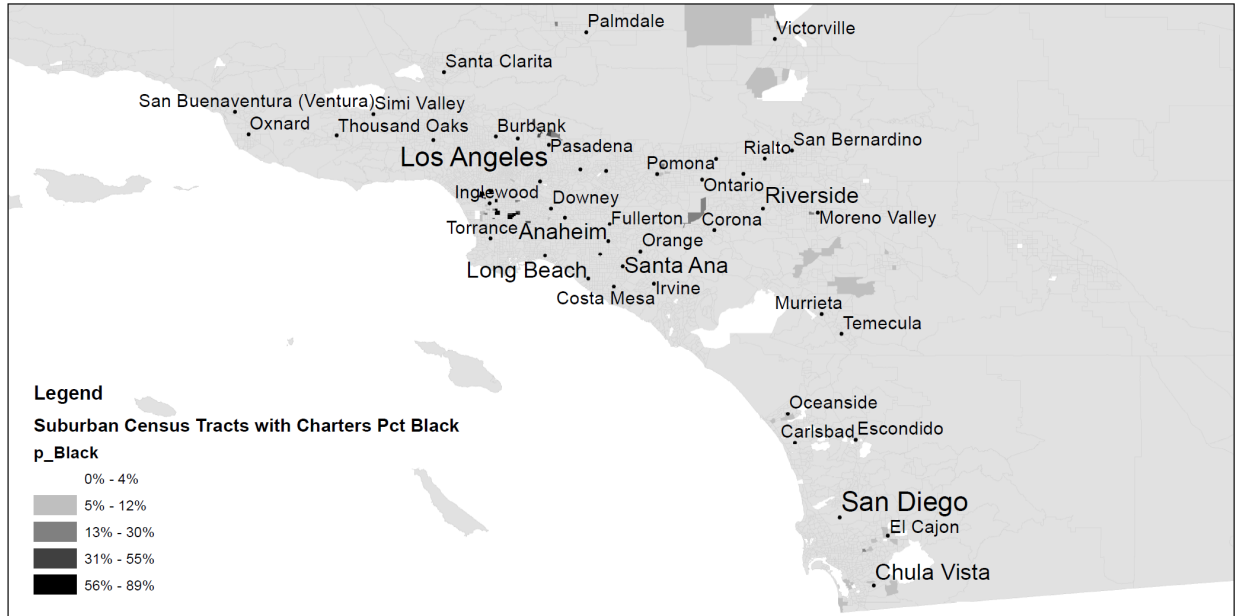 Palmdale
Victorville
Santa Clarita
San Buenaventura (Ventura)
Simi Valley
Oxnard
Thousand Oaks
Burbank
Los Angeles
Pasadena
Pomona
Rialto
San Bernardino
Ontario
Inglewood
Downey
Riverside
Fullerton
Corona
Moreno Valley
Torrance
Anaheim
Orange
Long Beach
Santa Ana
Irvine
Costa Mesa
Murrieta
Temecula
Oceanside
Carlsbad
Escondido
San Diego
El Cajon
Chula Vista
Legend
Suburban Census Tracts with Charters Pct Black
p_Black
0% - 4%
5% - 12%
13% - 30%
31% - 55%
56% - 89%